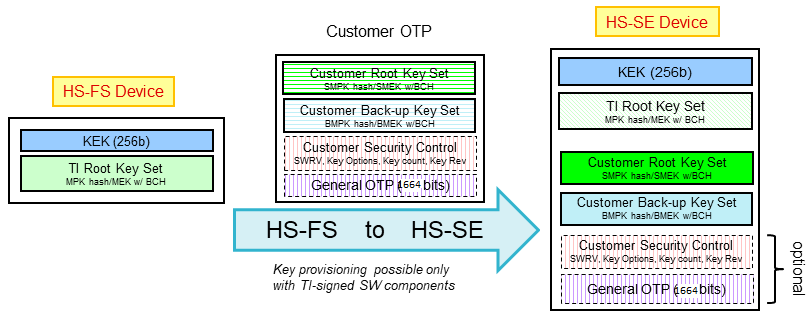 HS-FS Device
KEK (256b)
TI Root Key Set
MPK hash/MEK w/ BCH
Customer OTP
Customer Root Key Set
SMPK hash/SMEK w/BCH
Customer Back-up Key Set
BMPK hash/BMEK w/BCH
Customer Security Control
SWRV, Key Options, Key count, Key Rev
General OTP (1664 bits)
HS-FS to HS-SE
Key provisioning possible only
with TI-signed SW components
HS-SE Device
KEK (256b)
TI Root Key Set
MPK hash/MEK w/ BCH
Customer Root Key Set
SMPK hash/SMEK w/BCH
Customer Back-up Key Set
BMPK hash/BMEK w/BCH
Customer Security Control
SWRV, Key Options, Key count, Key Rev
General OTP (1664 bits)
optional